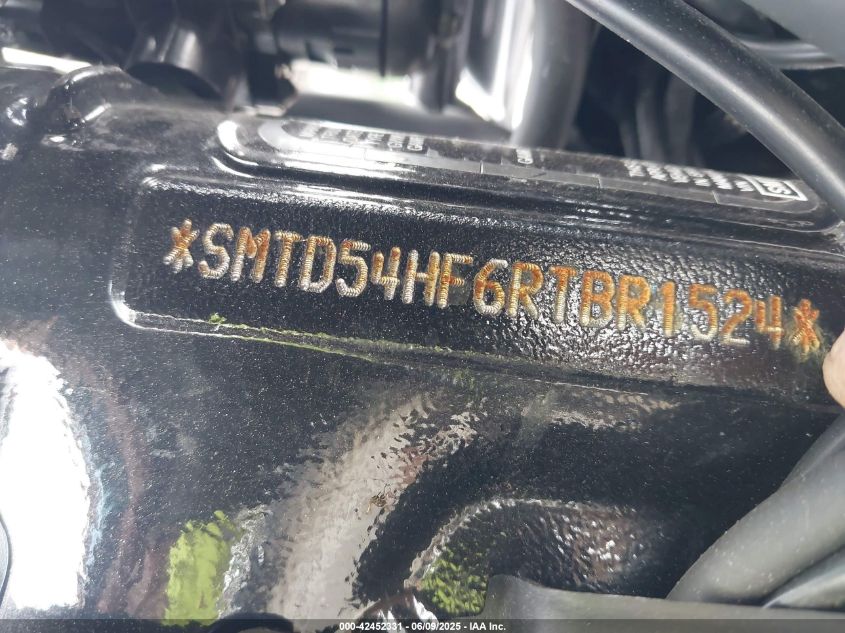 *SMTD54HF6RTBR1524*
000-42452331 - 06/09/2025 - IAA Inc.